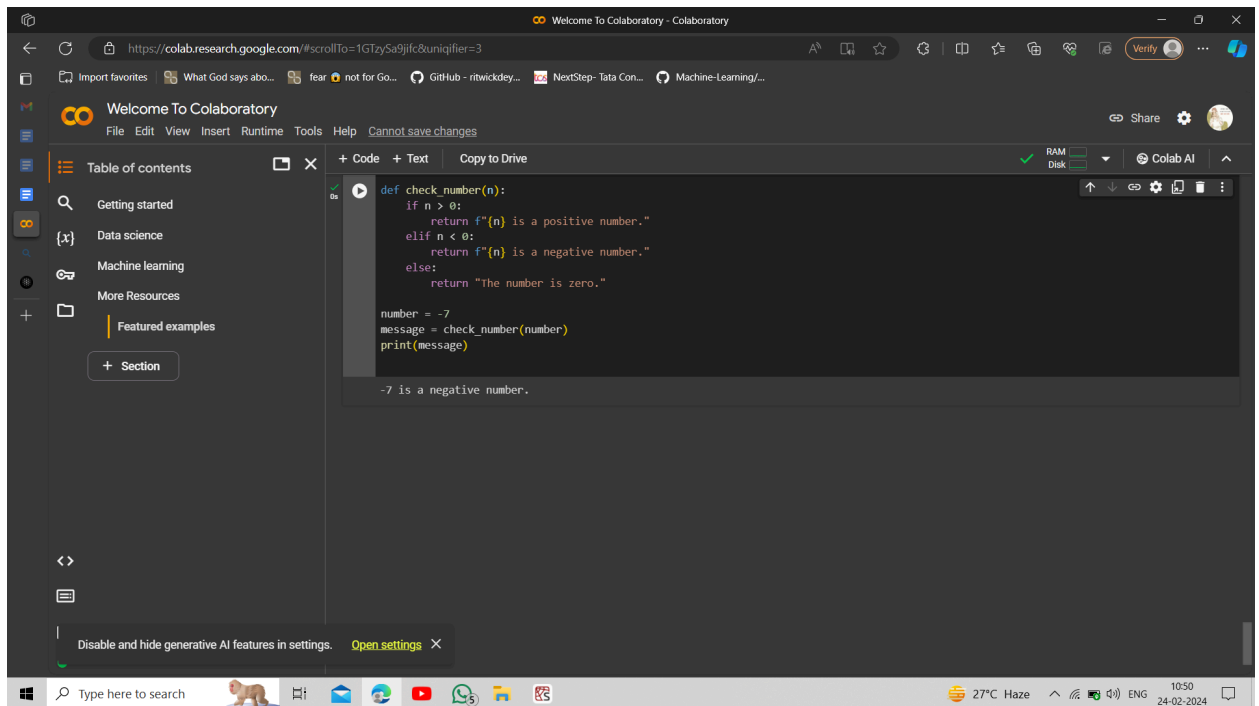 Welcome To Colaboratory - Colaboratory
https://colab.research.google.com/#scrollTo=1GTzySa9jifc&uniqifier=3
Verify
Import favorites
What God says abo...
fear not for Go...
GitHub - ritwickdey...
NextStep- Tata Con...
Machine-Learning/...
Welcome To Colaboratory
File Edit View Insert Runtime Tools Help Cannot save changes
Share
Table of contents
+ Code + Text Copy to Drive
RAM
Disk
Colab AI
Getting started
Data science
Machine learning
More Resources
Featured examples
+ Section
{x}
0s
def check_number(n):
    if n > 0:
        return f"{n} is a positive number."
    elif n < 0:
        return f"{n} is a negative number."
    else:
        return "The number is zero."
number = -7
message = check_number(number)
print(message)
-7 is a negative number.
Disable and hide generative AI features in settings. Open settings
Type here to search
5
27°C Haze
ENG
10:50
24-02-2024